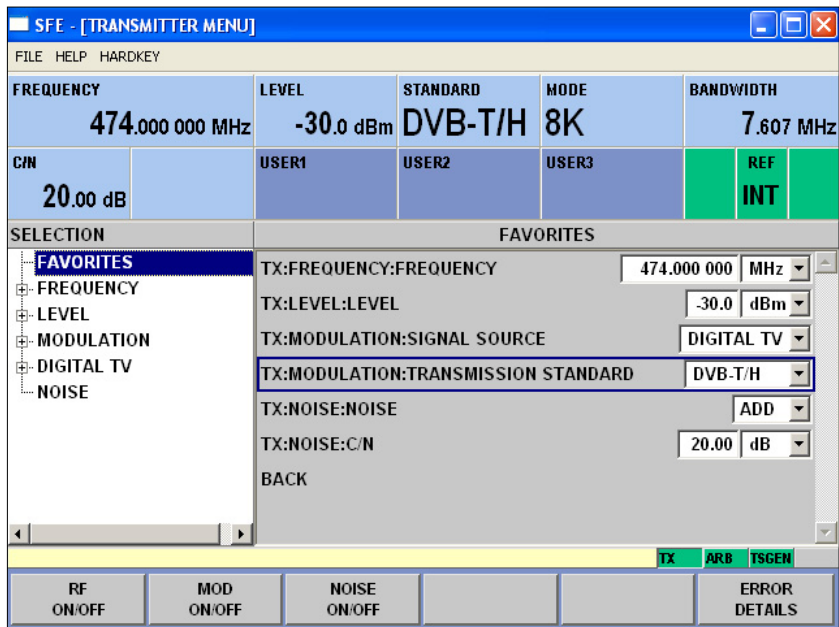 SFE - [TRANSMITTER MENU]
FILE HELP HARDKEY
FREQUENCY LEVEL STANDARD MODE BANDWIDTH
474.000 000 MHz -30.0 dBm DVB-T/H 8K 7.607 MHz
C/N USER1 USER2 USER3 REF
20.00 dB INT
SELECTION FAVORITES
FAVORITES
FREQUENCY
LEVEL
MODULATION
DIGITAL TV
NOISE
TX:FREQUENCY:FREQUENCY 474.000 000 MHz
TX:LEVEL:LEVEL -30.0 dBm
TX:MODULATION:SIGNAL SOURCE DIGITAL TV
TX:MODULATION:TRANSMISSION STANDARD DVB-T/H
TX:NOISE:NOISE ADD
TX:NOISE:C/N 20.00 dB
BACK
TX ARB TSGEN
RF ON/OFF MOD ON/OFF NOISE ON/OFF ERROR DETAILS